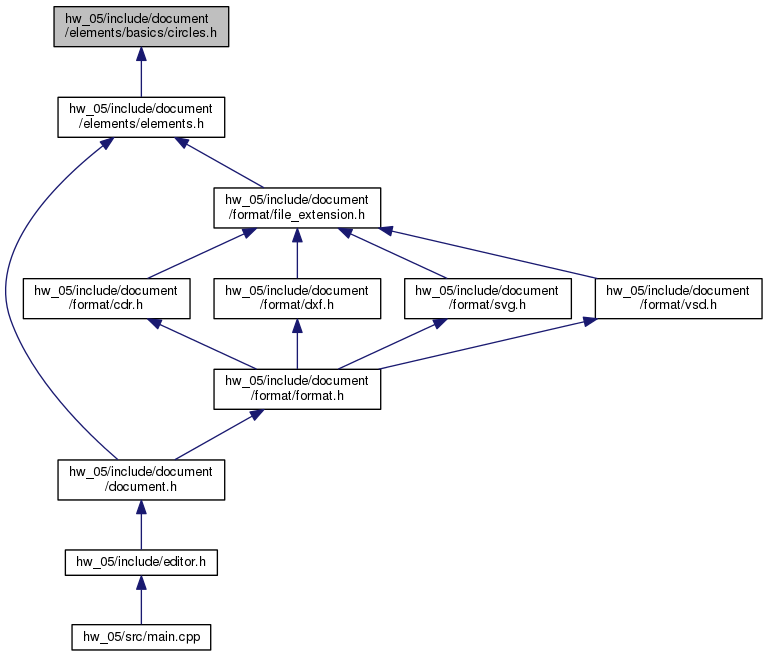 hw_05/include/document
/elements/basics/circles.h
hw_05/include/document
/elements/elements.h
hw_05/include/document
/format/file_extension.h
hw_05/include/document
/format/cdr.h
hw_05/include/document
/format/dxf.h
hw_05/include/document
/format/svg.h
hw_05/include/document
/format/vsd.h
hw_05/include/document
/format/format.h
hw_05/include/document
/document.h
hw_05/include/editor.h
hw_05/src/main.cpp